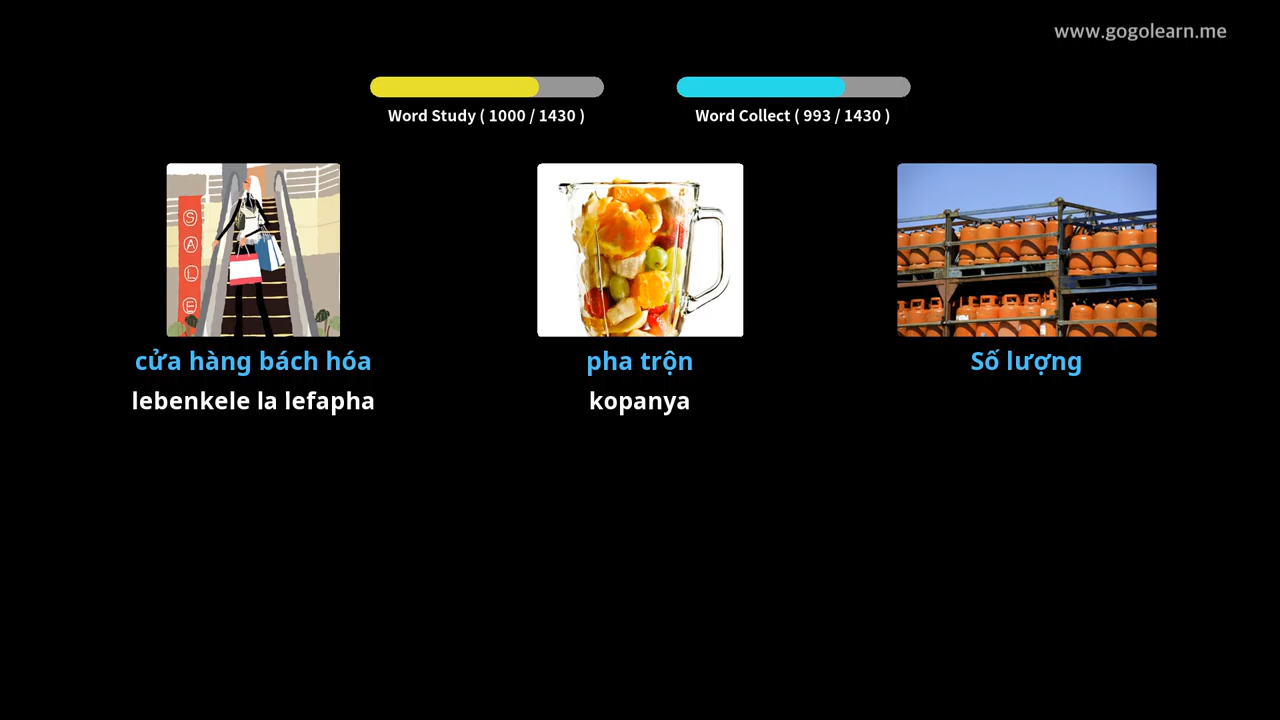 www.gogolearn.me
Word Study ( 1000 / 1430 )
Word Collect ( 993 / 1430 )
S
A
L
E
cửa hàng bách hóa
pha trộn
Số lượng
lebenkele la lefapha
kopanya